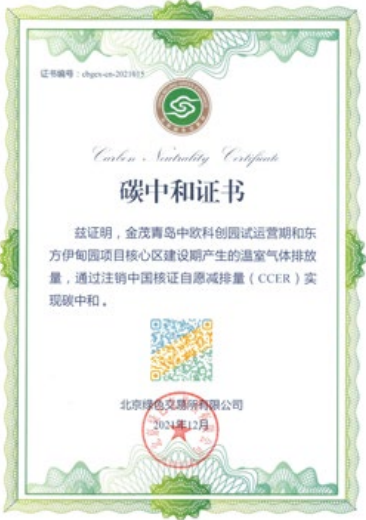 证书编号：cbgex-cn-2021015
Carbon Neutrality Certificate
碳中和证书
兹证明，金茂青岛中欧科创园试运营期和东
方伊甸园项目核心区建设期产生的温室气体排放
量，通过注销中国核证自愿减排量（CCER）实
现碳中和。
北京绿色交易所有限公司
2021年12月